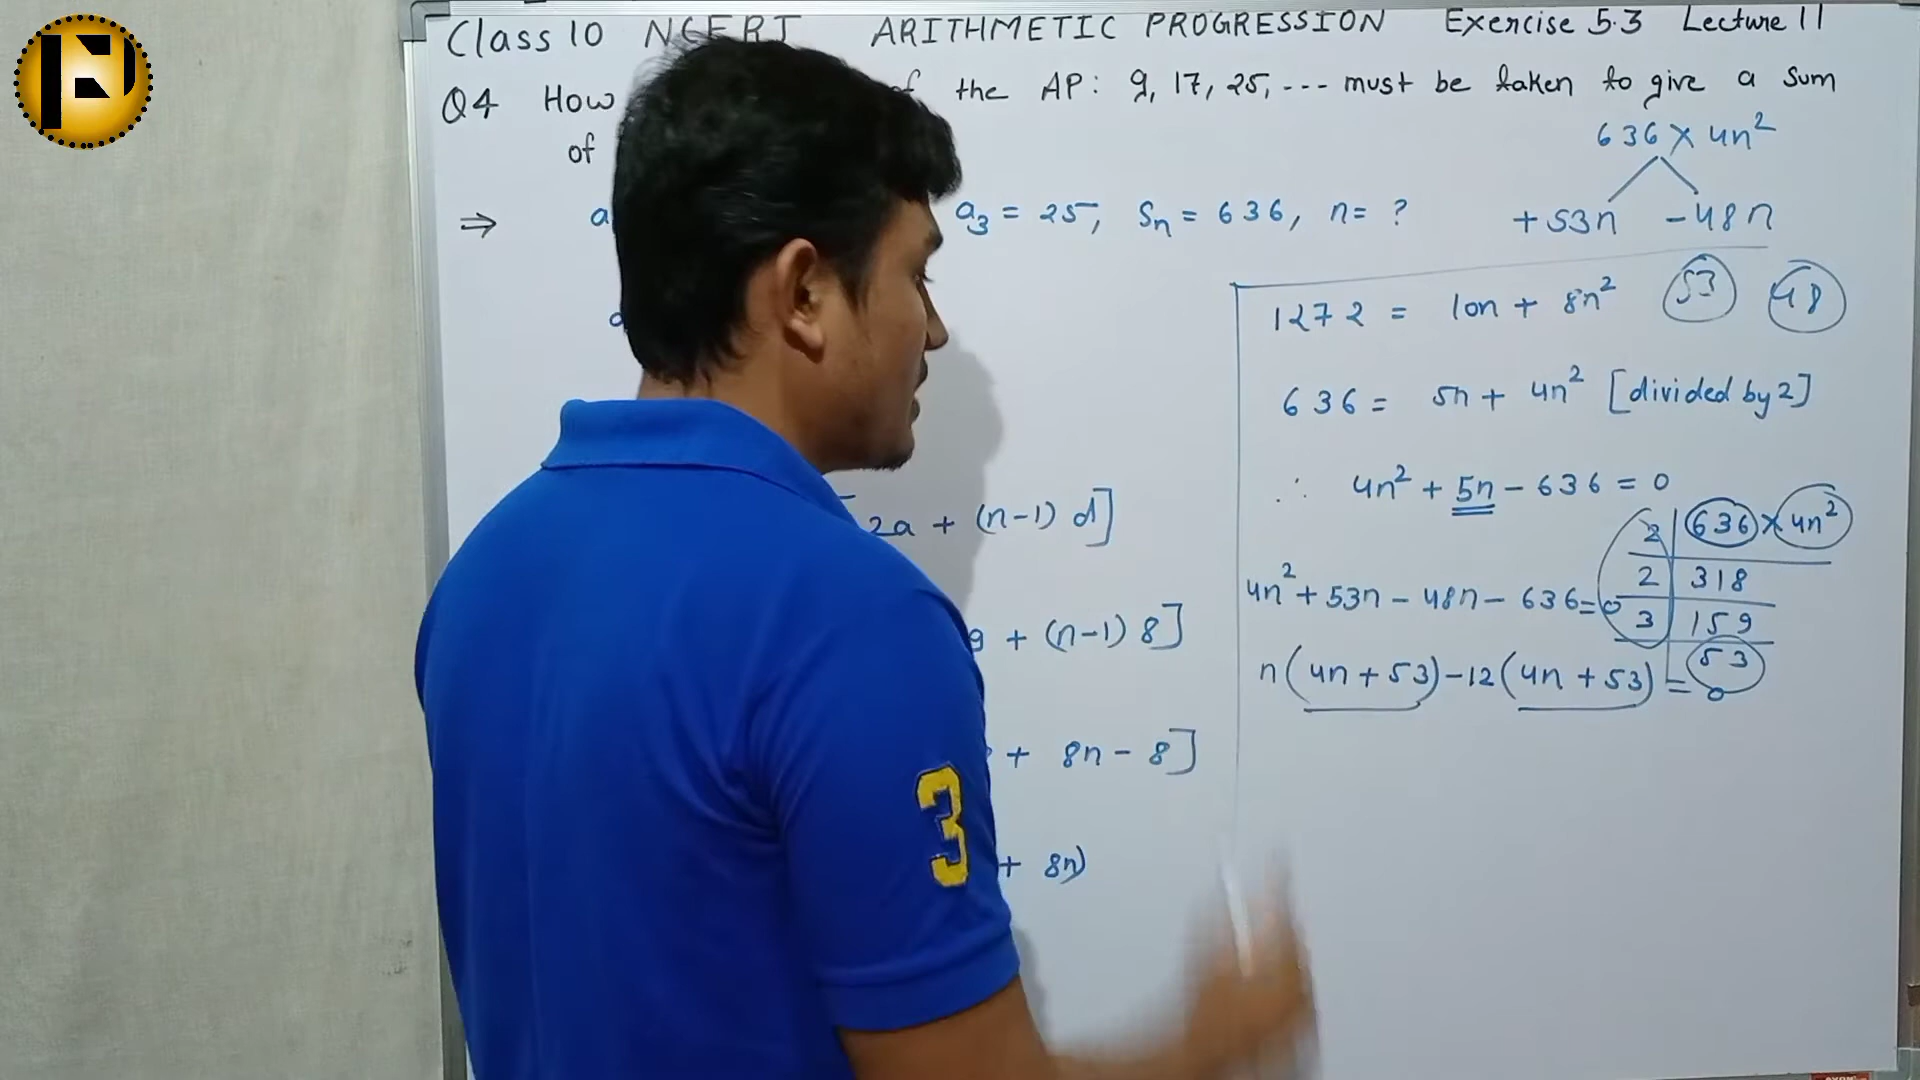 Class 10 NCERT ARITHMETIC PROGRESSION Exercise 5.3 Lecture 11
Q4 How the AP: 9, 17, 25, --- must be taken to give a sum
of
636 × 4n²
+53n -48n
⇒ a₃ = 25, Sn = 636, n = ?
53 48
1272 = 10n + 8n²
636 = 5n + 4n² [divided by 2]
∴ 4n² + 5n - 636 = 0
2 636 × 4n²
2 318
3 159
53
4n² + 53n - 48n - 636 = 0
n(4n + 53) - 12(4n + 53) = 0
2a + (n-1) d]
9 + (n-1) 8]
+ 8n - 8]
+ 8n)
3